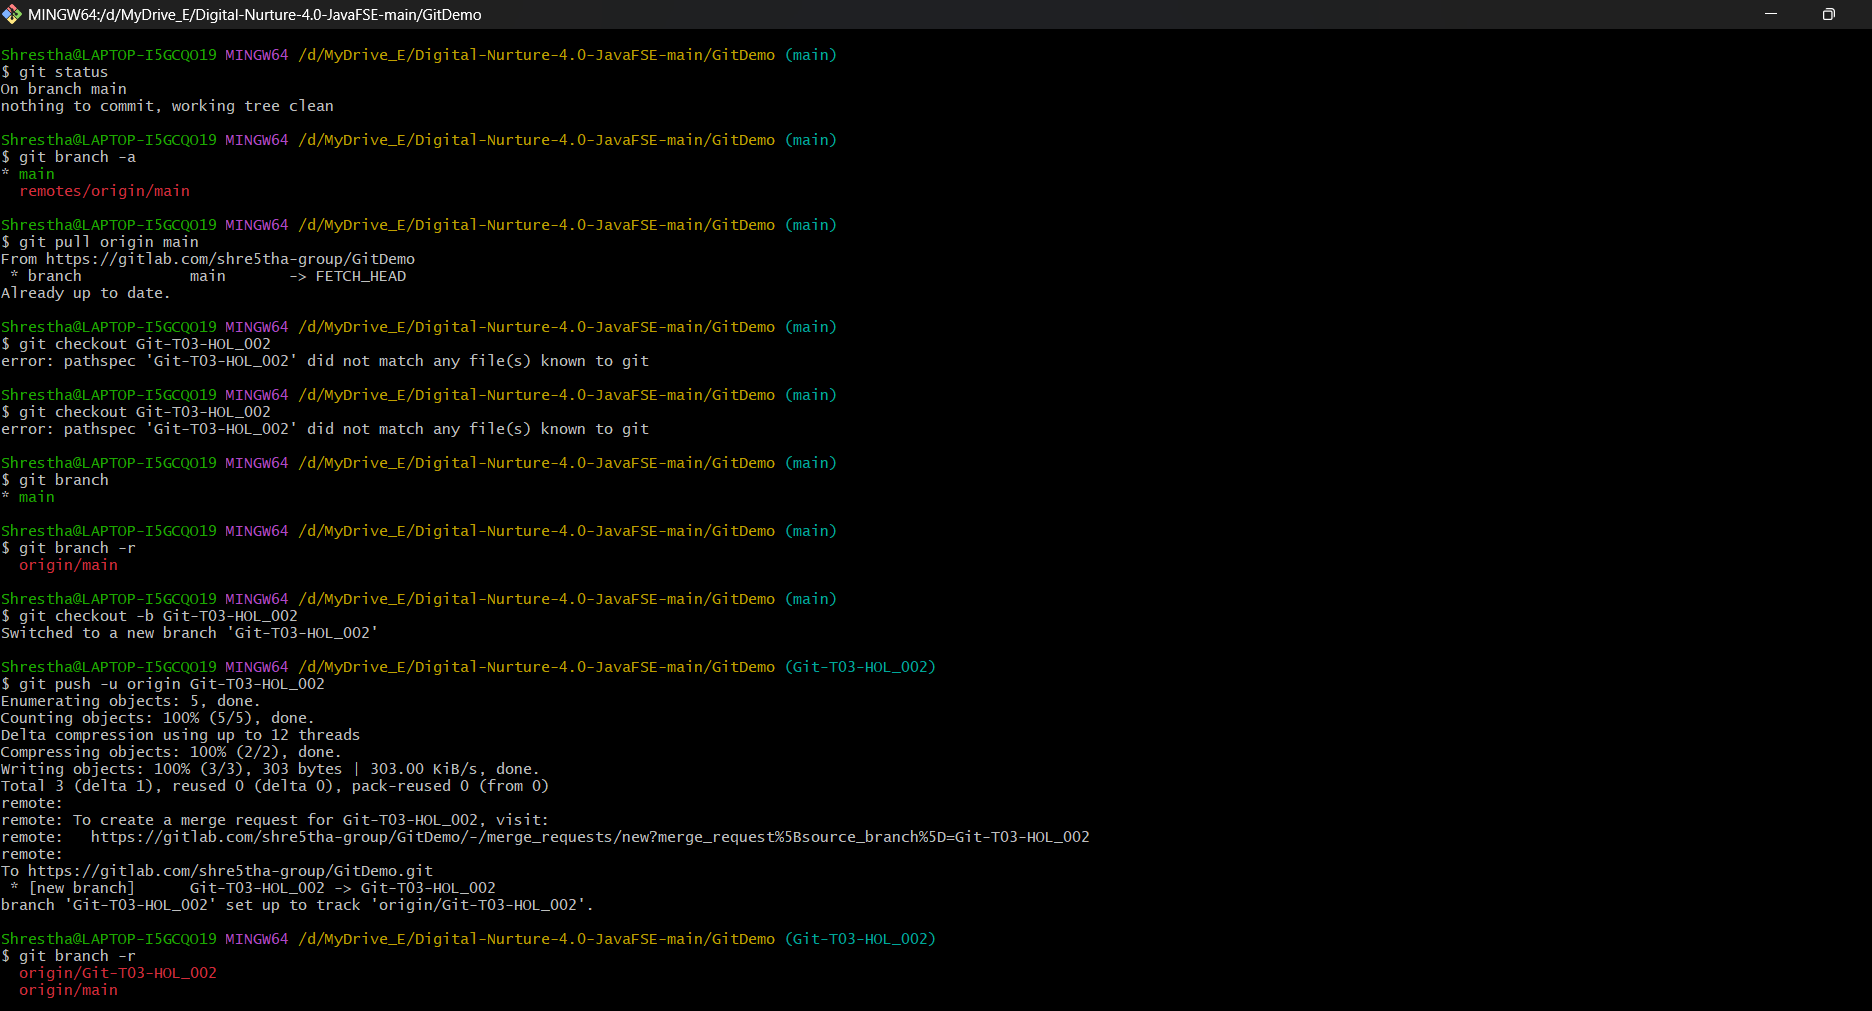 MINGW64:/d/MyDrive_E/Digital-Nurture-4.0-JavaFSE-main/GitDemo
Shrestha@LAPTOP-I5GCQO19 MINGW64 /d/MyDrive_E/Digital-Nurture-4.0-JavaFSE-main/GitDemo (main)
$ git status
On branch main
nothing to commit, working tree clean
Shrestha@LAPTOP-I5GCQO19 MINGW64 /d/MyDrive_E/Digital-Nurture-4.0-JavaFSE-main/GitDemo (main)
$ git branch -a
* main
  remotes/origin/main
Shrestha@LAPTOP-I5GCQO19 MINGW64 /d/MyDrive_E/Digital-Nurture-4.0-JavaFSE-main/GitDemo (main)
$ git pull origin main
From https://gitlab.com/shre5tha-group/GitDemo
 * branch            main       -> FETCH_HEAD
Already up to date.
Shrestha@LAPTOP-I5GCQO19 MINGW64 /d/MyDrive_E/Digital-Nurture-4.0-JavaFSE-main/GitDemo (main)
$ git checkout Git-T03-HOL_002
error: pathspec 'Git-T03-HOL_002' did not match any file(s) known to git
Shrestha@LAPTOP-I5GCQO19 MINGW64 /d/MyDrive_E/Digital-Nurture-4.0-JavaFSE-main/GitDemo (main)
$ git checkout Git-T03-HOL_002
error: pathspec 'Git-T03-HOL_002' did not match any file(s) known to git
Shrestha@LAPTOP-I5GCQO19 MINGW64 /d/MyDrive_E/Digital-Nurture-4.0-JavaFSE-main/GitDemo (main)
$ git branch
* main
Shrestha@LAPTOP-I5GCQO19 MINGW64 /d/MyDrive_E/Digital-Nurture-4.0-JavaFSE-main/GitDemo (main)
$ git branch -r
  origin/main
Shrestha@LAPTOP-I5GCQO19 MINGW64 /d/MyDrive_E/Digital-Nurture-4.0-JavaFSE-main/GitDemo (main)
$ git checkout -b Git-T03-HOL_002
Switched to a new branch 'Git-T03-HOL_002'
Shrestha@LAPTOP-I5GCQO19 MINGW64 /d/MyDrive_E/Digital-Nurture-4.0-JavaFSE-main/GitDemo (Git-T03-HOL_002)
$ git push -u origin Git-T03-HOL_002
Enumerating objects: 5, done.
Counting objects: 100% (5/5), done.
Delta compression using up to 12 threads
Compressing objects: 100% (2/2), done.
Writing objects: 100% (3/3), 303 bytes | 303.00 KiB/s, done.
Total 3 (delta 1), reused 0 (delta 0), pack-reused 0 (from 0)
remote:
remote: To create a merge request for Git-T03-HOL_002, visit:
remote:   https://gitlab.com/shre5tha-group/GitDemo/-/merge_requests/new?merge_request%5Bsource_branch%5D=Git-T03-HOL_002
remote:
To https://gitlab.com/shre5tha-group/GitDemo.git
 * [new branch]      Git-T03-HOL_002 -> Git-T03-HOL_002
branch 'Git-T03-HOL_002' set up to track 'origin/Git-T03-HOL_002'.
Shrestha@LAPTOP-I5GCQO19 MINGW64 /d/MyDrive_E/Digital-Nurture-4.0-JavaFSE-main/GitDemo (Git-T03-HOL_002)
$ git branch -r
  origin/Git-T03-HOL_002
  origin/main